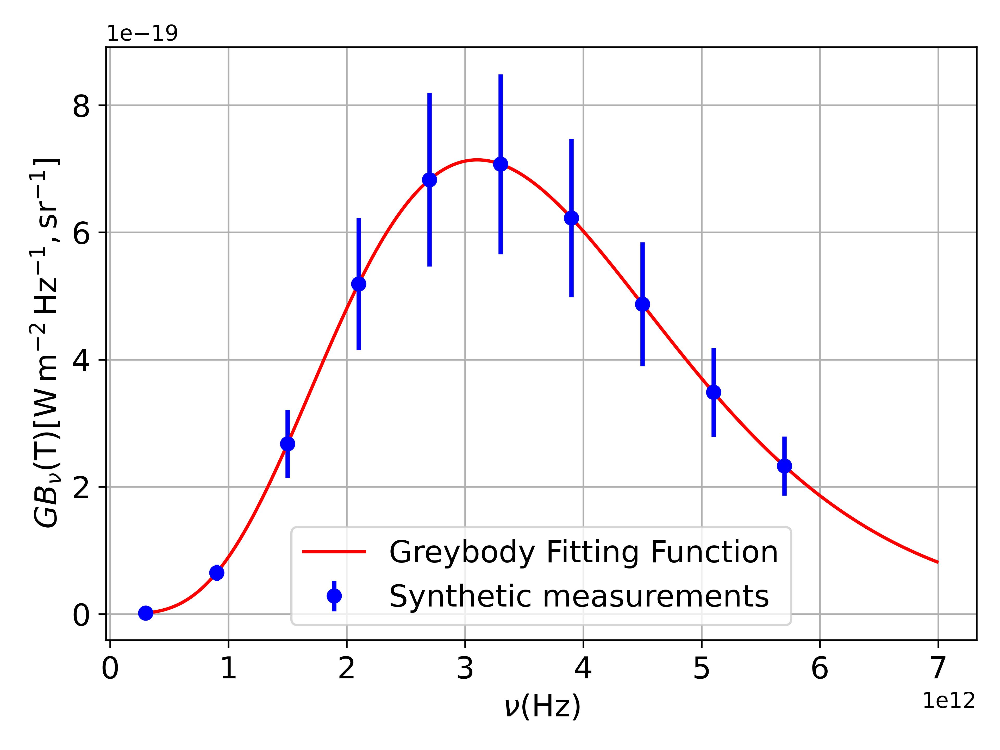 1e−19
8
6
4
2
0
GBν(T)[W m⁻² Hz⁻¹, sr⁻¹]
Greybody Fitting Function
Synthetic measurements
0 1 2 3 4 5 6 7
1e12
ν(Hz)